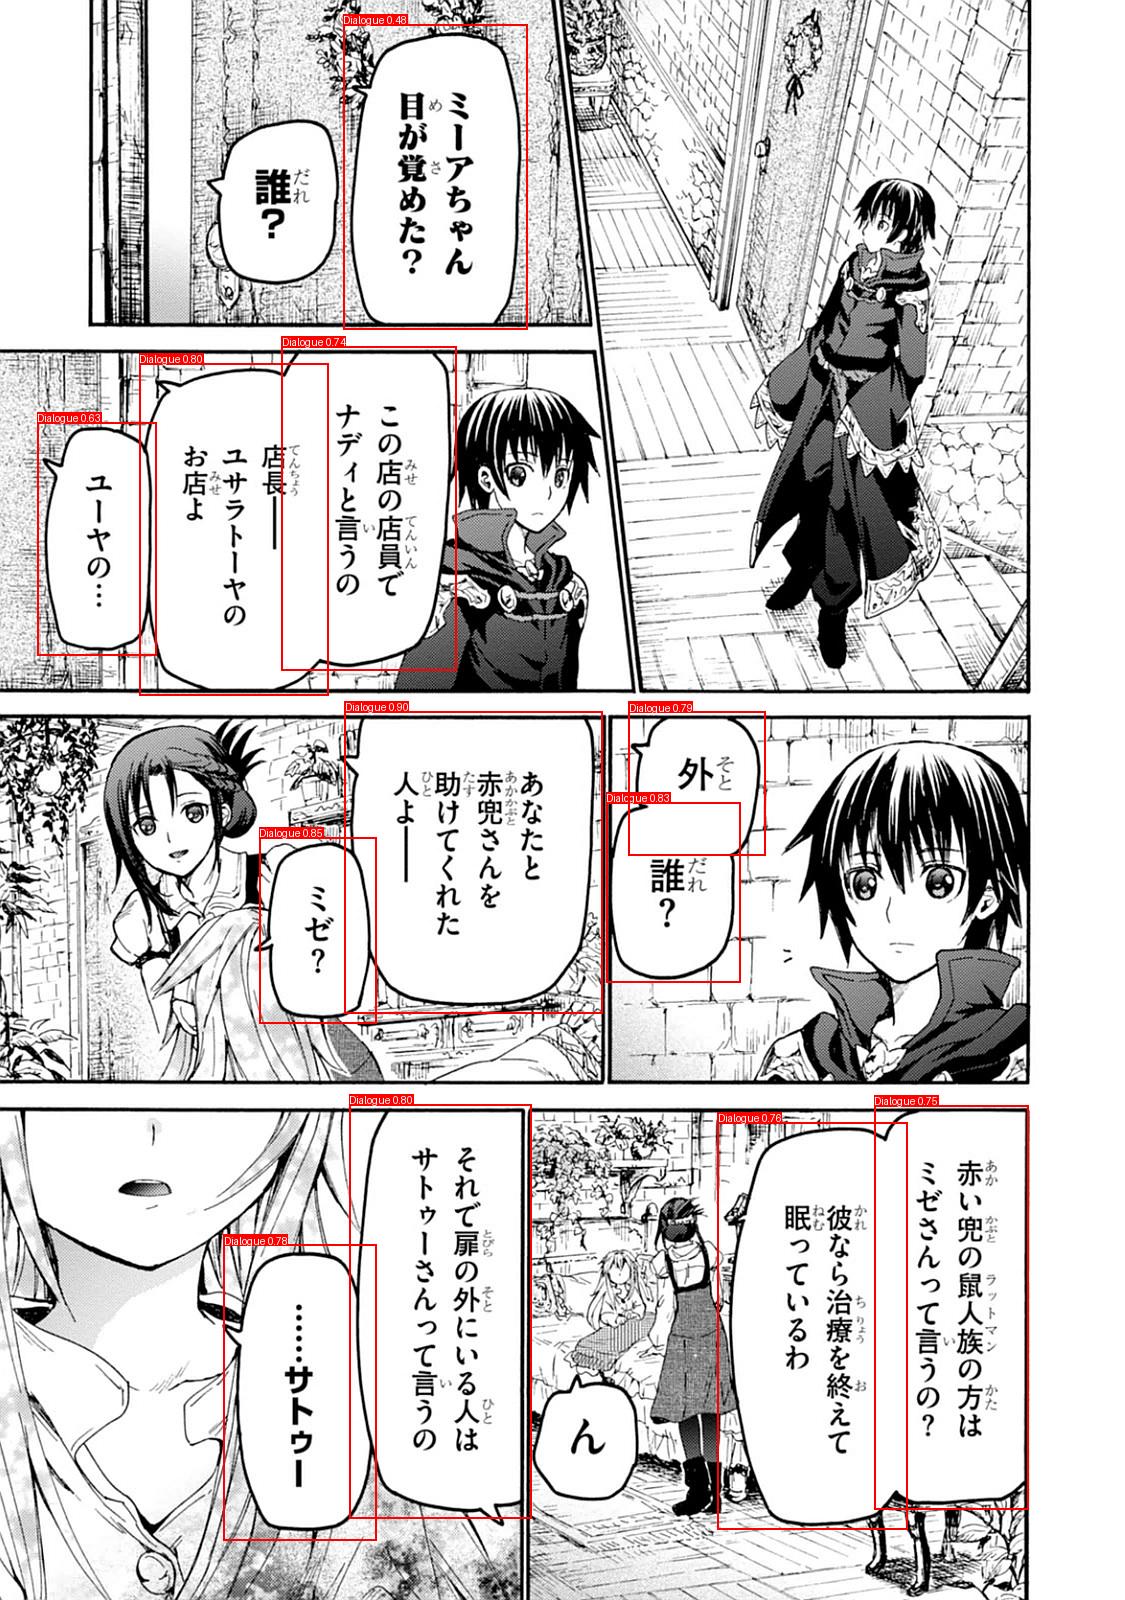 Dialogue 0.48
ミーアちゃん
目が覚めた?
誰?
Dialogue 0.74
この店の店員で
ナディと言うの
Dialogue 0.80
店長——
ユサラトーヤの
お店よ
Dialogue 0.63
ユーヤの…
Dialogue 0.79
外
Dialogue 0.83
誰?
Dialogue 0.90
あなたと
赤兜さんを
助けてくれた
人よ——
Dialogue 0.85
ミゼ?
Dialogue 0.75
赤い兜の鼠人族の方は
ミゼさんって言うの?
Dialogue 0.76
彼なら治療を終えて
眠っているわ
ん
Dialogue 0.80
それで扉の外にいる人は
サトゥーさんって言うの
Dialogue 0.78
……サトゥー